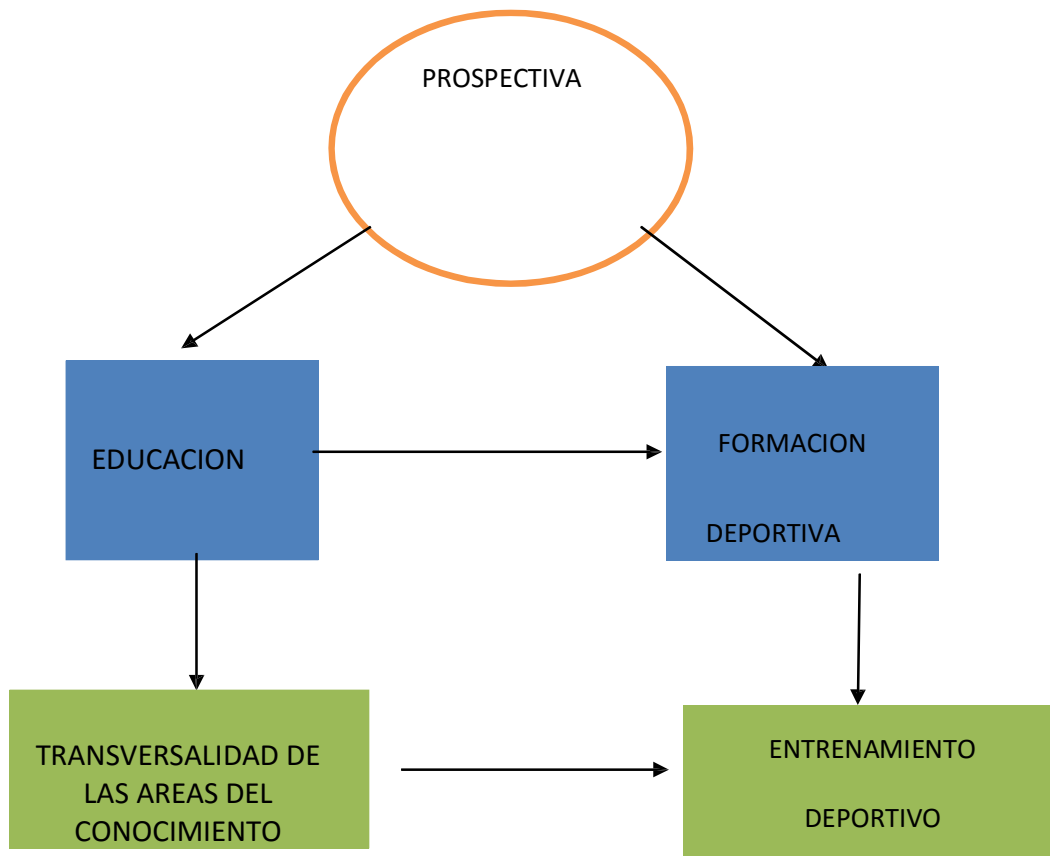 PROSPECTIVA
EDUCACION
FORMACION
DEPORTIVA
TRANSVERSALIDAD DE
LAS AREAS DEL
CONOCIMIENTO
ENTRENAMIENTO
DEPORTIVO